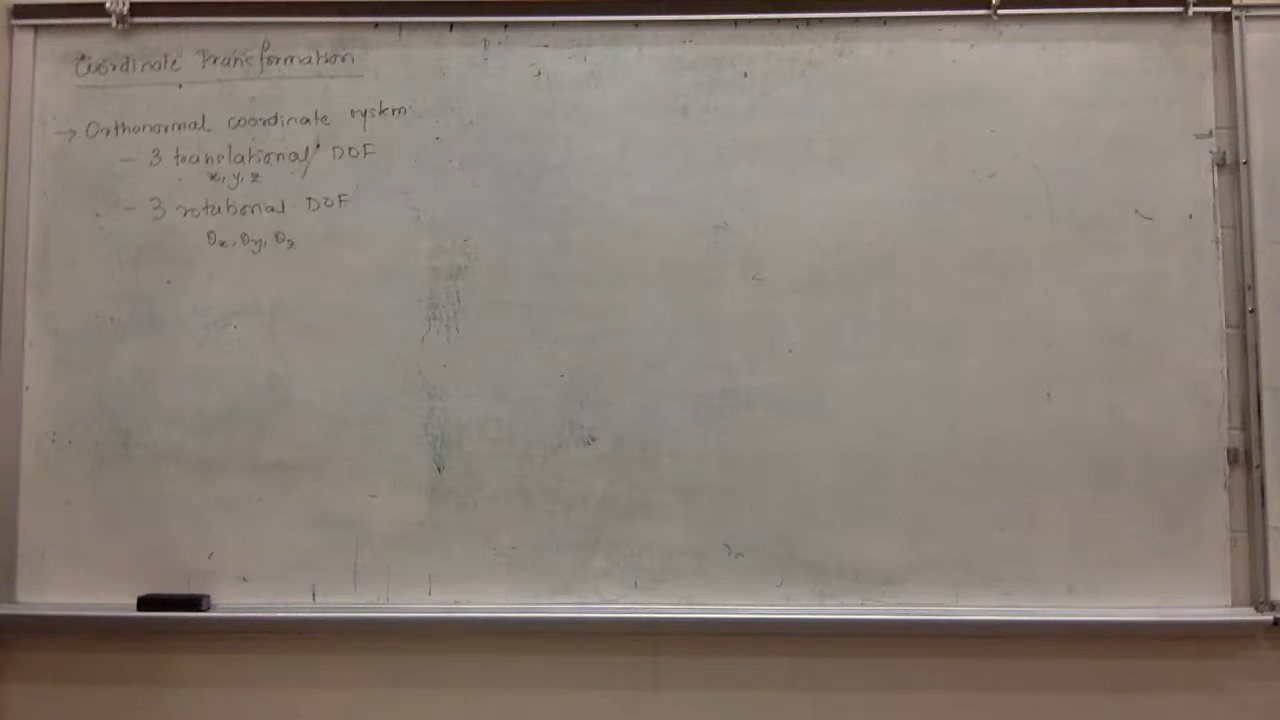 Coordinate Transformation
→ Orthonormal coordinate system
- 3 translational DOF
x, y, z
- 3 rotational DOF
θx, θy, θz